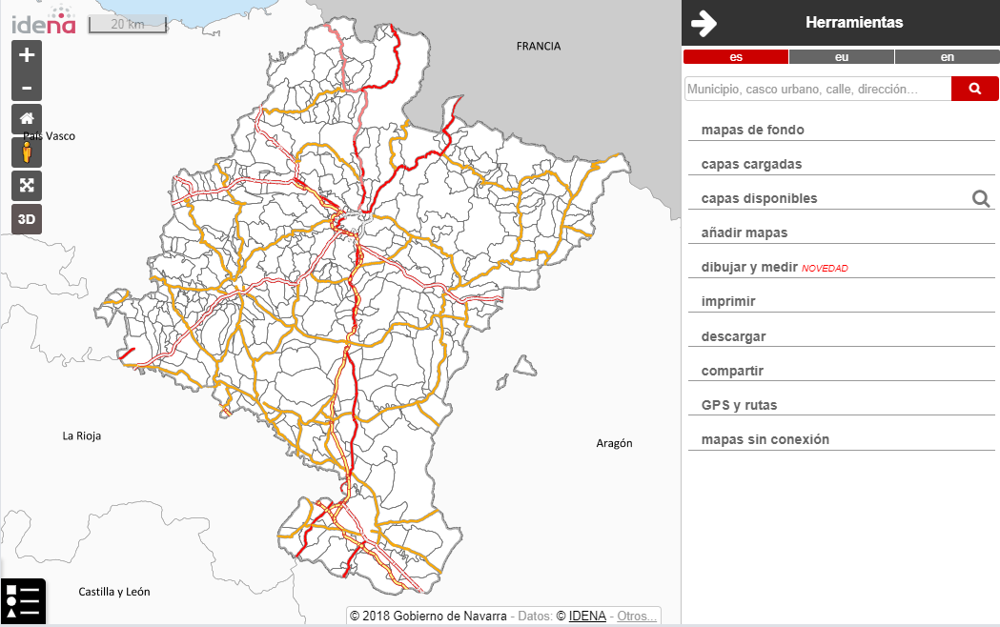 idena
20 km
FRANCIA
País Vasco
3D
La Rioja
Aragón
Castilla y León
© 2018 Gobierno de Navarra - Datos: © IDENA - Otros...
Herramientas
es eu en
Municipio, casco urbano, calle, dirección...
mapas de fondo
capas cargadas
capas disponibles
añadir mapas
dibujar y medir NOVEDAD
imprimir
descargar
compartir
GPS y rutas
mapas sin conexión